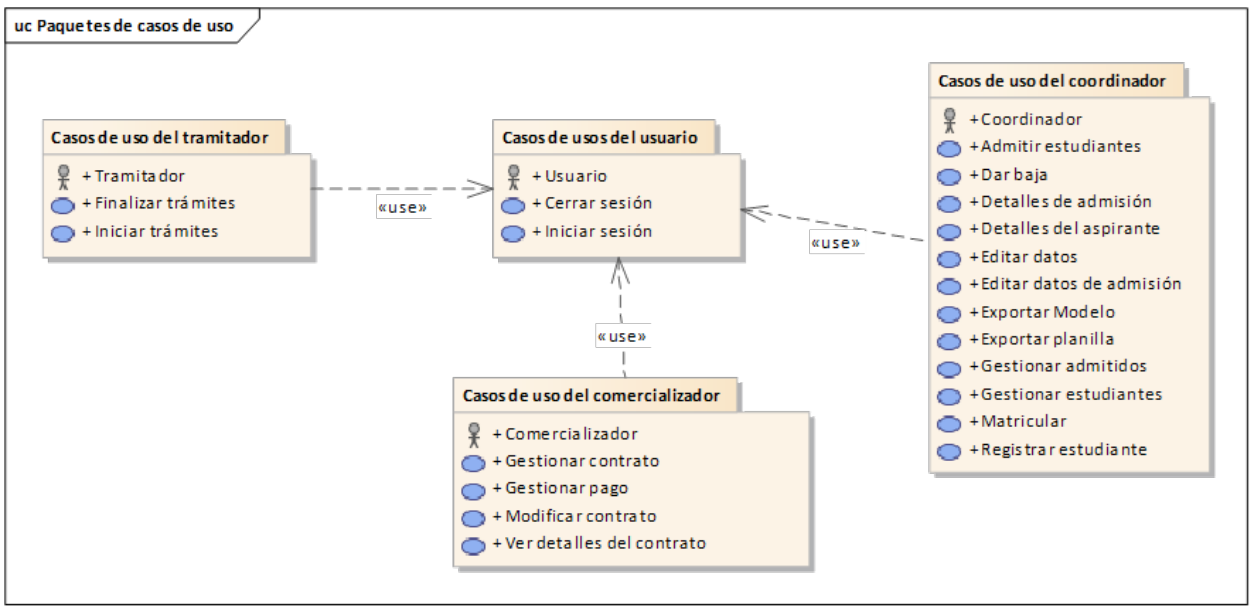 uc Paquetes de casos de uso
Casos de uso del tramitador
+ Tramitador
+ Finalizar trámites
+ Iniciar trámites
«use»
Casos de usos del usuario
+ Usuario
+ Cerrar sesión
+ Iniciar sesión
«use»
Casos de uso del coordinador
+ Coordinador
+ Admitir estudiantes
+ Dar baja
+ Detalles de admisión
+ Detalles del aspirante
+ Editar datos
+ Editar datos de admisión
+ Exportar Modelo
+ Exportar planilla
+ Gestionar admitidos
+ Gestionar estudiantes
+ Matricular
+ Registrar estudiante
«use»
Casos de uso del comercializador
+ Comercializador
+ Gestionar contrato
+ Gestionar pago
+ Modificar contrato
+ Ver detalles del contrato